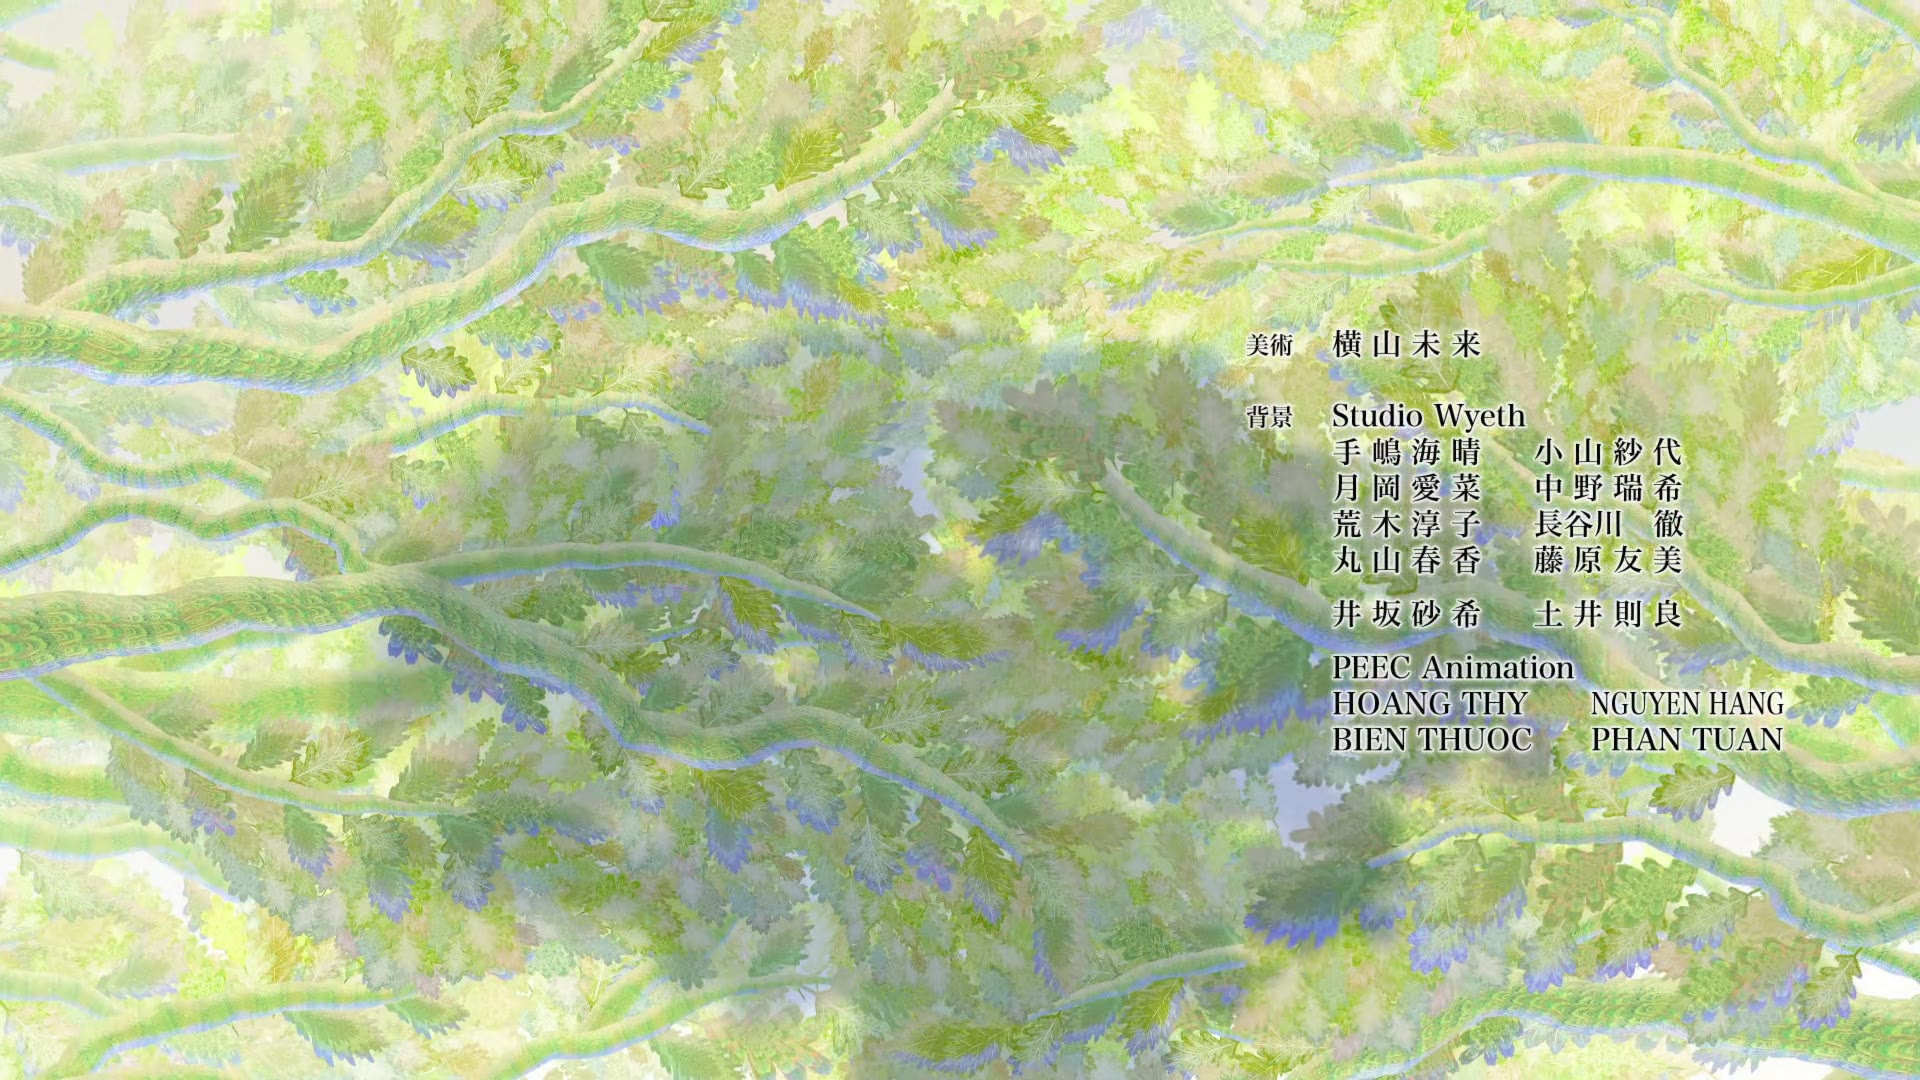 美術 横山未来
背景 Studio Wyeth
手嶋海晴 小山紗代
月岡愛菜 中野瑞希
荒木淳子 長谷川 徹
丸山春香 藤原友美
井坂砂希 土井則良
PEEC Animation
HOANG THY NGUYEN HANG
BIEN THUOC PHAN TUAN